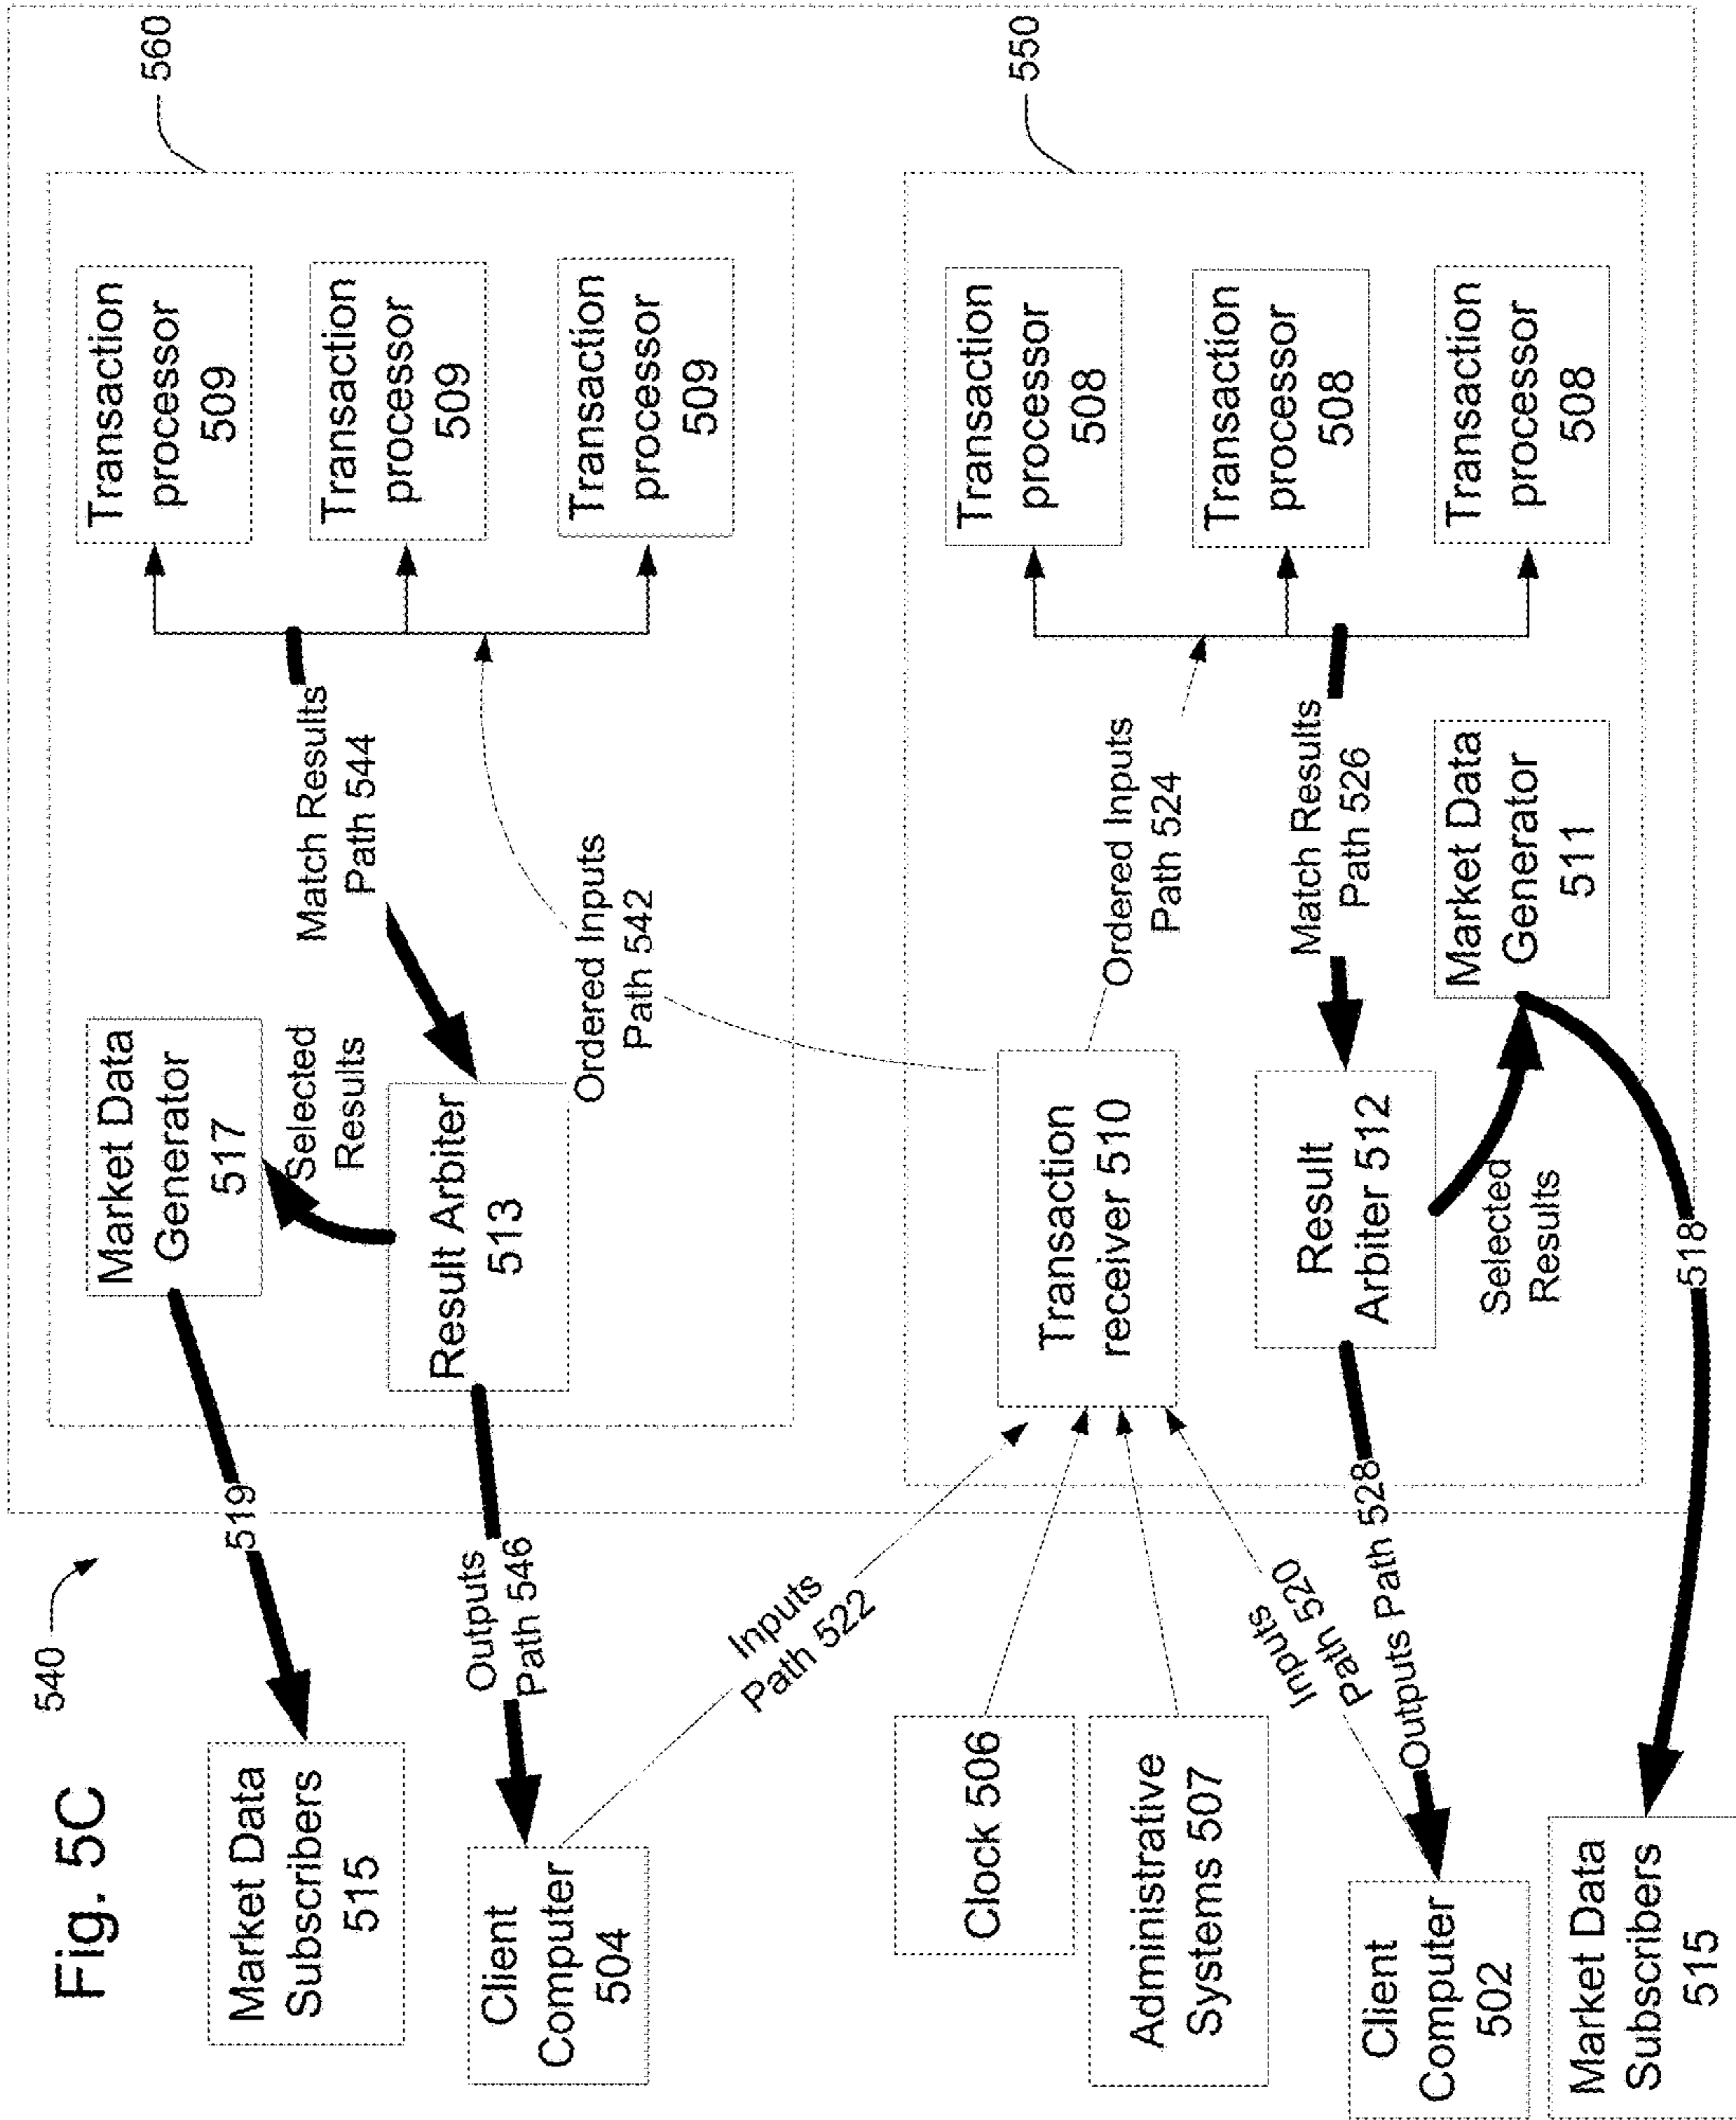 Fig. 5C
540
560
Market Data
Subscribers
515
519
Market Data
Generator
517
Selected
Results
Client
Computer
504
Outputs
Path 546
Result Arbiter
513
Match Results
Path 544
Transaction
processor
509
Transaction
processor
509
Transaction
processor
509
Ordered Inputs
Path 542
Inputs
Path 522
550
Clock 506
Administrative
Systems 507
Transaction
receiver 510
Ordered Inputs
Path 524
Transaction
processor
508
Transaction
processor
508
Transaction
processor
508
Inputs
Path 520
Client
Computer
502
Outputs Path 528
Result
Arbiter 512
Match Results
Path 526
Selected
Results
Market Data
Generator
511
518
Market Data
Subscribers
515